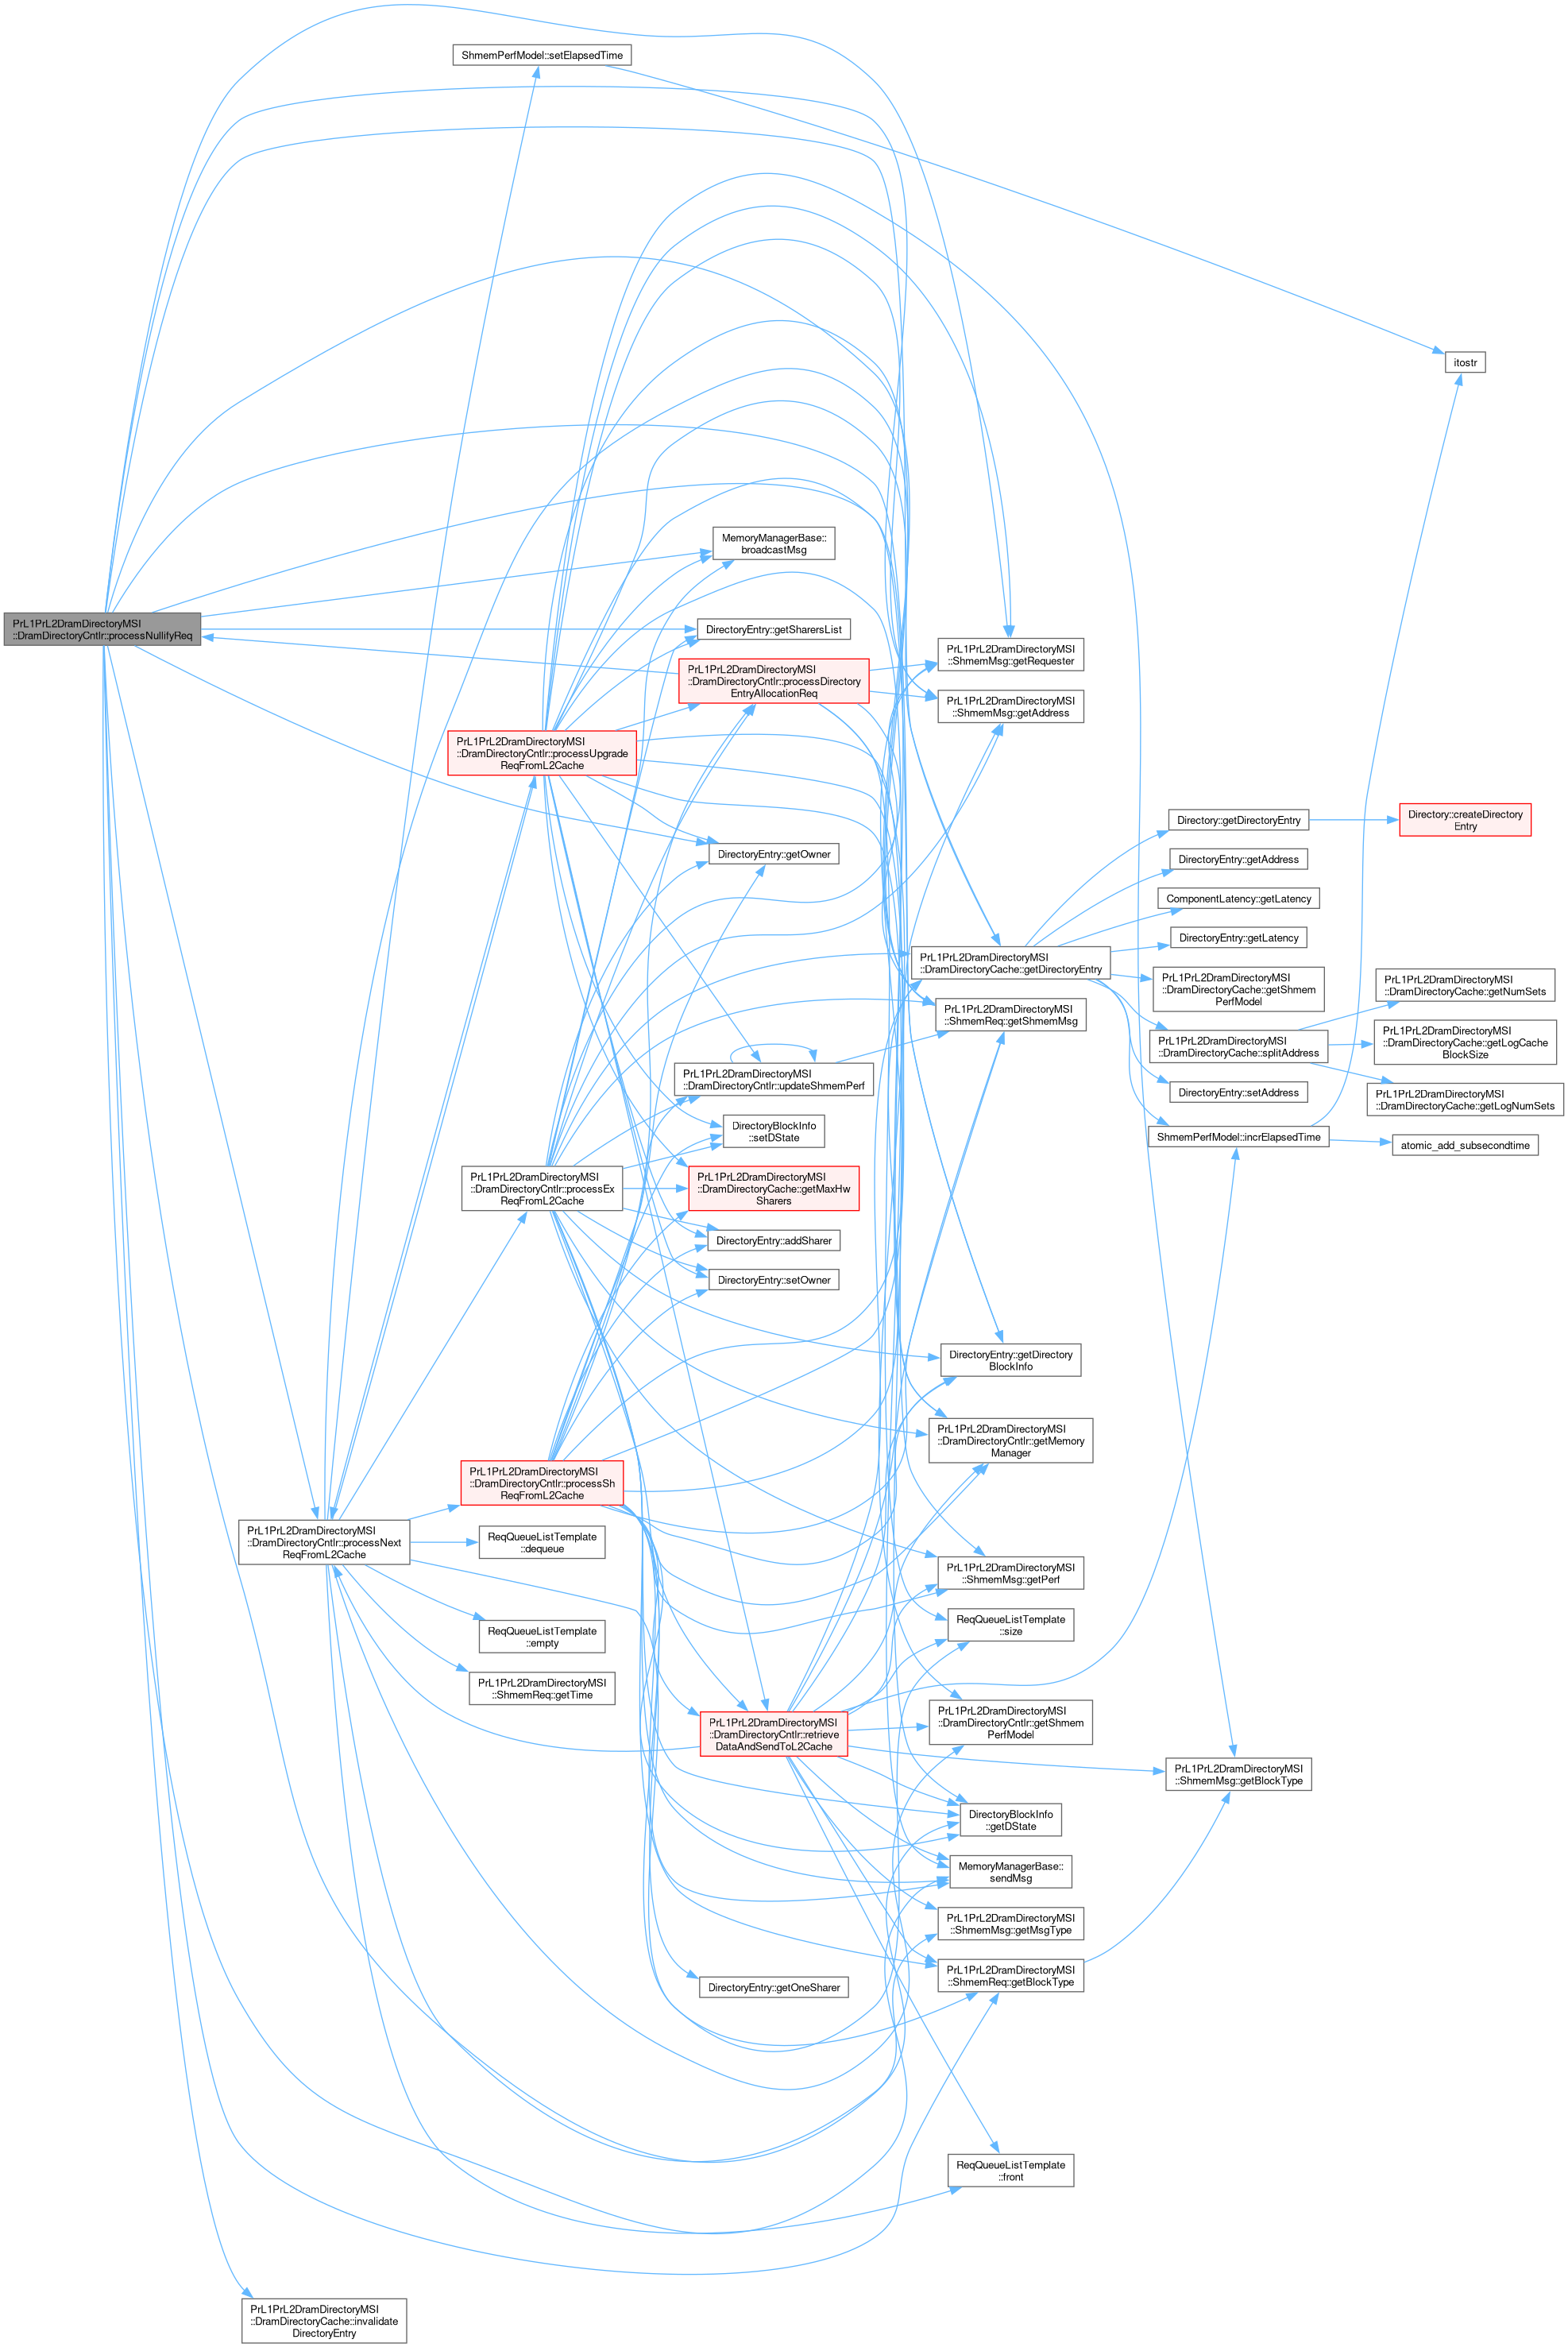 ShmemPerfModel::setElapsedTime
itostr
MemoryManagerBase::
broadcastMsg
PrL1PrL2DramDirectoryMSI
::DramDirectoryCntlr::processNullifyReq
DirectoryEntry::getSharersList
PrL1PrL2DramDirectoryMSI
::ShmemMsg::getRequester
PrL1PrL2DramDirectoryMSI
::DramDirectoryCntlr::processDirectory
EntryAllocationReq
PrL1PrL2DramDirectoryMSI
::ShmemMsg::getAddress
PrL1PrL2DramDirectoryMSI
::DramDirectoryCntlr::processUpgrade
ReqFromL2Cache
Directory::getDirectoryEntry
Directory::createDirectory
Entry
DirectoryEntry::getOwner
DirectoryEntry::getAddress
ComponentLatency::getLatency
DirectoryEntry::getLatency
PrL1PrL2DramDirectoryMSI
::DramDirectoryCache::getDirectoryEntry
PrL1PrL2DramDirectoryMSI
::DramDirectoryCache::getShmem
PerfModel
PrL1PrL2DramDirectoryMSI
::DramDirectoryCache::getNumSets
PrL1PrL2DramDirectoryMSI
::ShmemReq::getShmemMsg
PrL1PrL2DramDirectoryMSI
::DramDirectoryCache::splitAddress
PrL1PrL2DramDirectoryMSI
::DramDirectoryCache::getLogCache
BlockSize
PrL1PrL2DramDirectoryMSI
::DramDirectoryCntlr::updateShmemPerf
DirectoryEntry::setAddress
PrL1PrL2DramDirectoryMSI
::DramDirectoryCache::getLogNumSets
DirectoryBlockInfo
::setDState
ShmemPerfModel::incrElapsedTime
atomic_add_subsecondtime
PrL1PrL2DramDirectoryMSI
::DramDirectoryCntlr::processEx
ReqFromL2Cache
PrL1PrL2DramDirectoryMSI
::DramDirectoryCache::getMaxHw
Sharers
DirectoryEntry::addSharer
DirectoryEntry::setOwner
DirectoryEntry::getDirectory
BlockInfo
PrL1PrL2DramDirectoryMSI
::DramDirectoryCntlr::getMemory
Manager
PrL1PrL2DramDirectoryMSI
::DramDirectoryCntlr::processSh
ReqFromL2Cache
PrL1PrL2DramDirectoryMSI
::DramDirectoryCntlr::processNext
ReqFromL2Cache
ReqQueueListTemplate
::dequeue
PrL1PrL2DramDirectoryMSI
::ShmemMsg::getPerf
ReqQueueListTemplate
::empty
ReqQueueListTemplate
::size
PrL1PrL2DramDirectoryMSI
::ShmemReq::getTime
PrL1PrL2DramDirectoryMSI
::DramDirectoryCntlr::retrieve
DataAndSendToL2Cache
PrL1PrL2DramDirectoryMSI
::DramDirectoryCntlr::getShmem
PerfModel
PrL1PrL2DramDirectoryMSI
::ShmemMsg::getBlockType
DirectoryBlockInfo
::getDState
MemoryManagerBase::
sendMsg
PrL1PrL2DramDirectoryMSI
::ShmemMsg::getMsgType
PrL1PrL2DramDirectoryMSI
::ShmemReq::getBlockType
DirectoryEntry::getOneSharer
ReqQueueListTemplate
::front
PrL1PrL2DramDirectoryMSI
::DramDirectoryCache::invalidate
DirectoryEntry